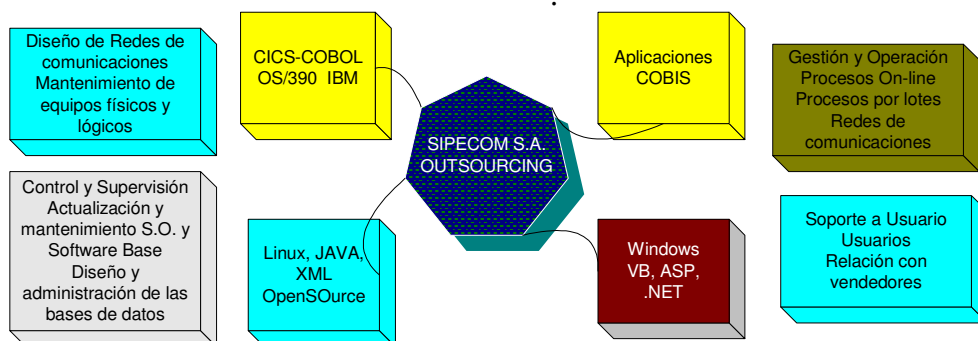 Diseño de Redes de
comunicaciones
Mantenimiento de
equipos físicos y
lógicos
CICS-COBOL
OS/390 IBM
Aplicaciones
COBIS
Gestión y Operación
Procesos On-line
Procesos por lotes
Redes de
comunicaciones
SIPECOM S.A.
OUTSOURCING
Control y Supervisión
Actualización y
mantenimiento S.O. y
Software Base
Diseño y
administración de las
bases de datos
Linux, JAVA,
XML
OpenSOurce
Windows
VB, ASP,
.NET
Soporte a Usuario
Usuarios
Relación con
vendedores